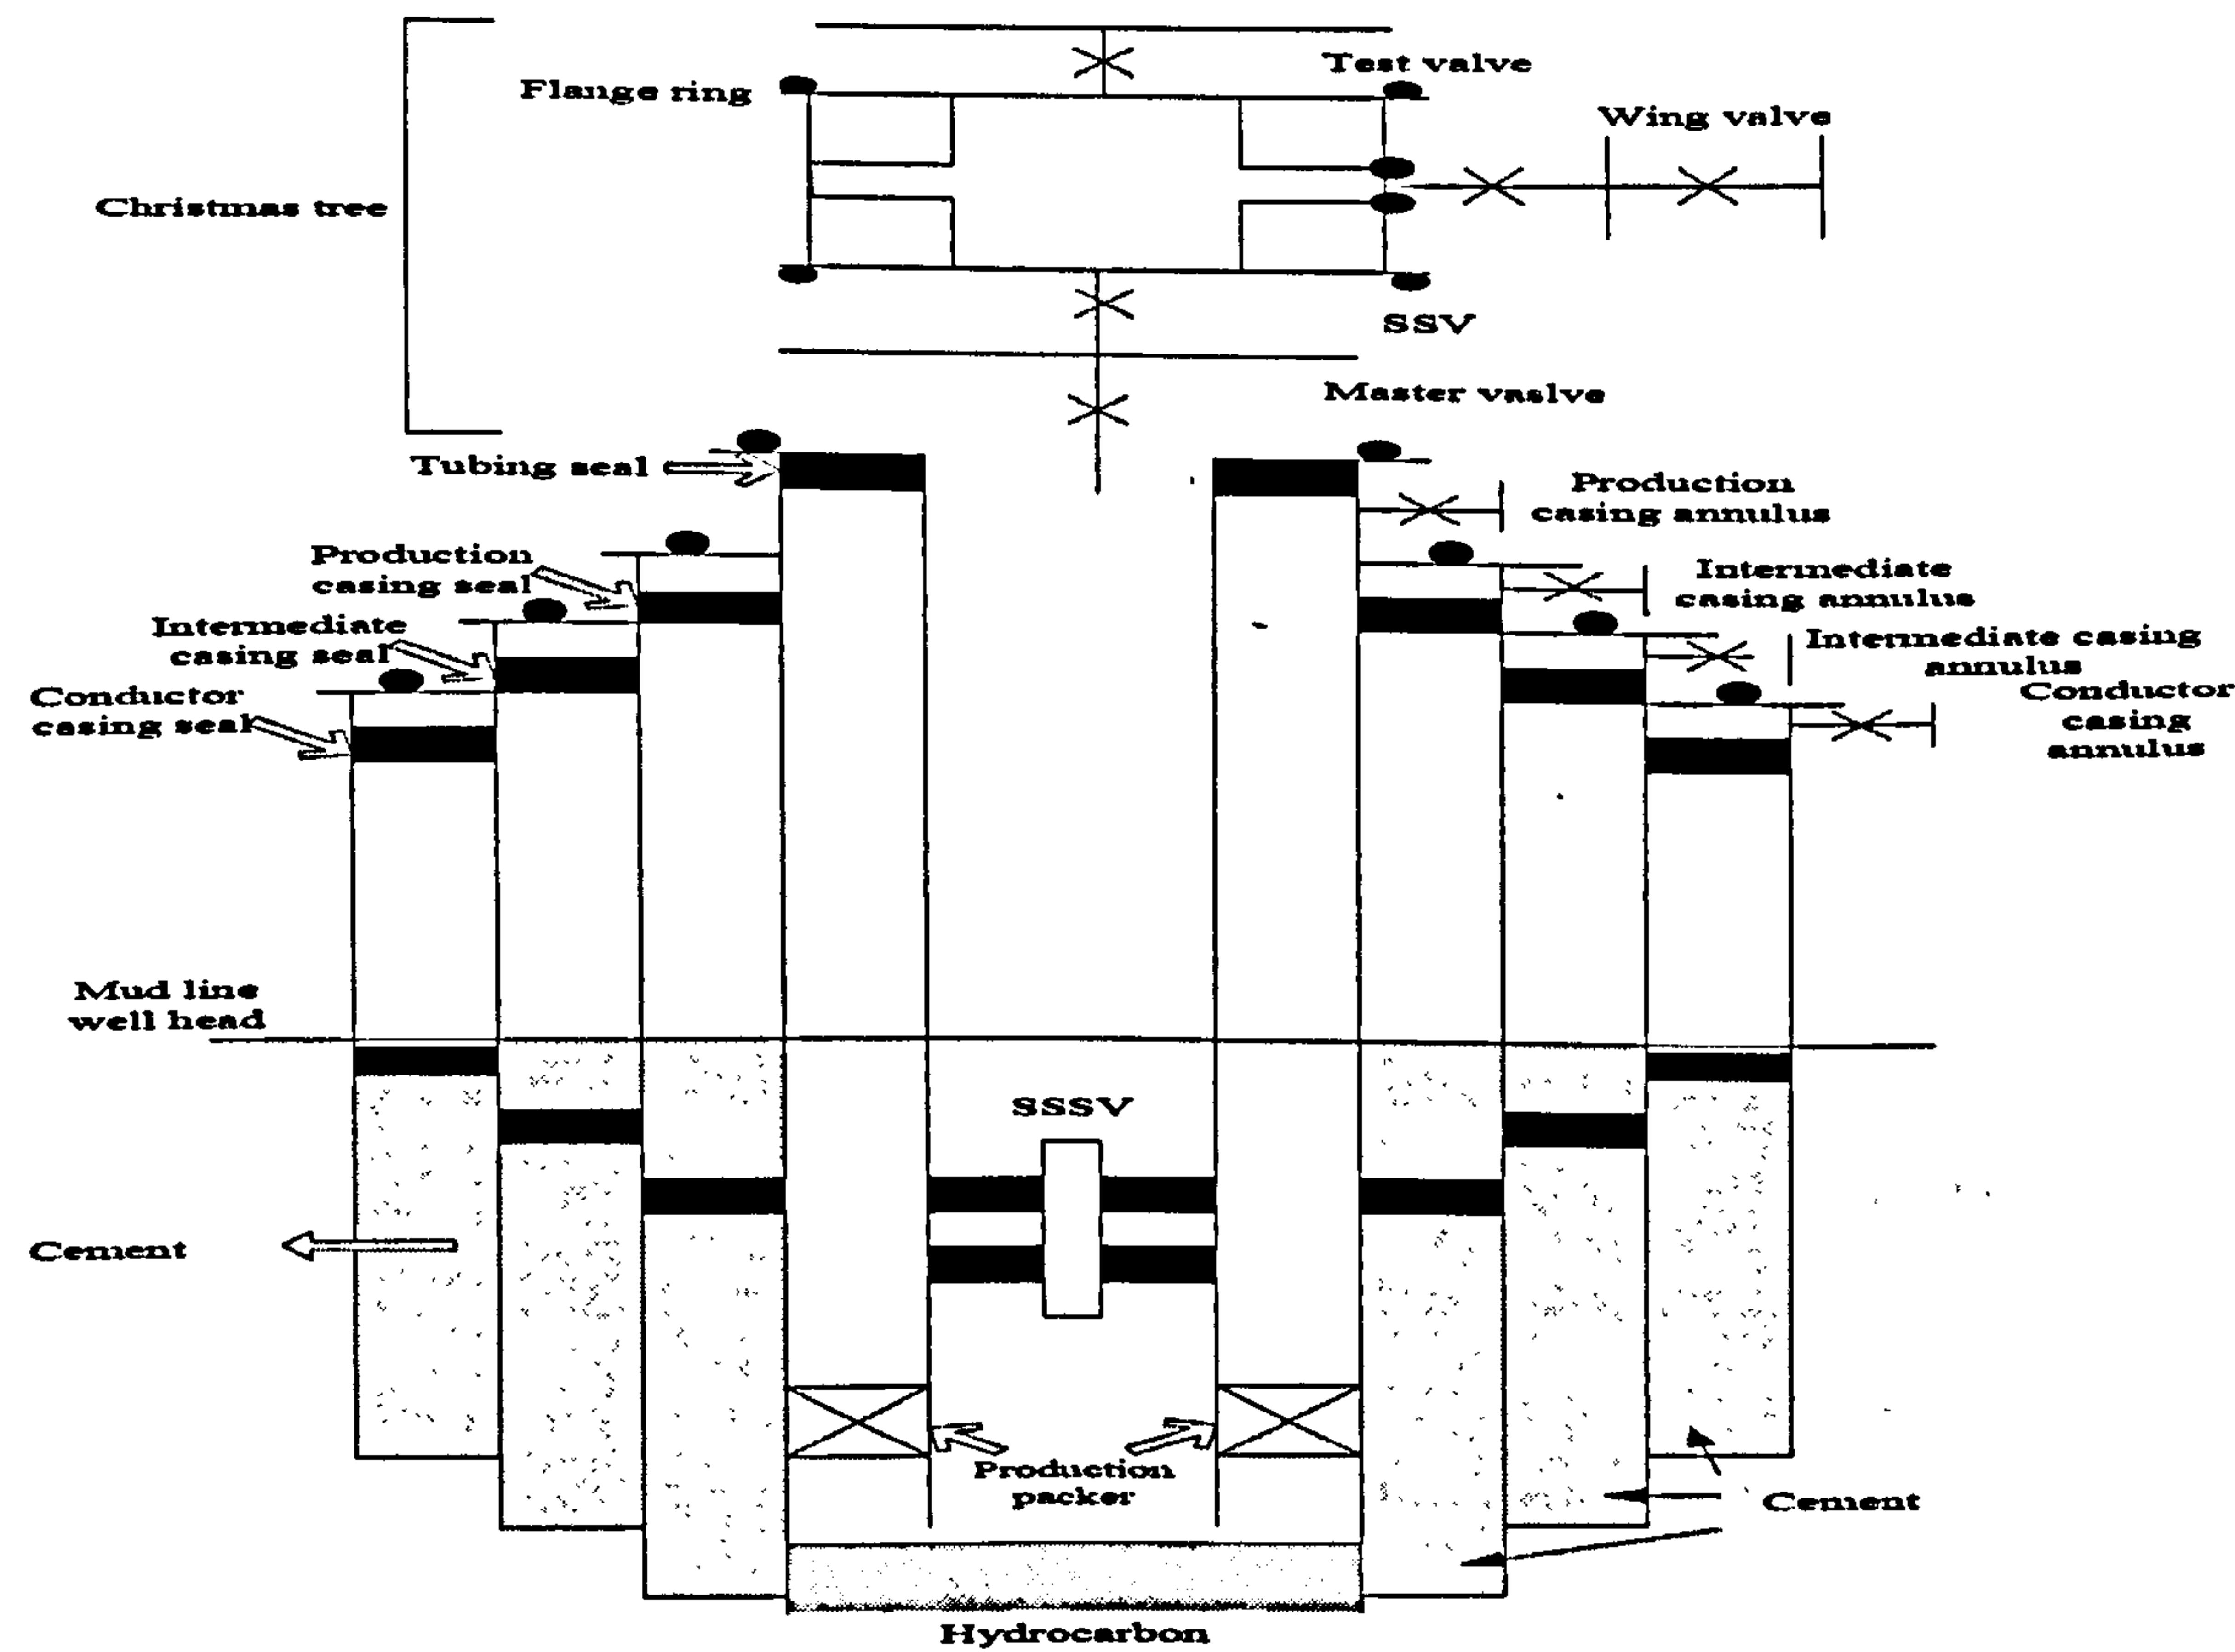 Test valve
Flange ring
Wing valve
Christmas tree
SSV
Master vaslve
Tubing seal
Production
casing annulus
Production
casing seal
Intermediate
casing annulus
Intermediate
casing seal
Intermediate casing
annulus
Conductor
casing seal
Conductor
casing
annulus
Mud line
well head
SSSV
Cement
Production
packer
Cement
Hydrocarbon